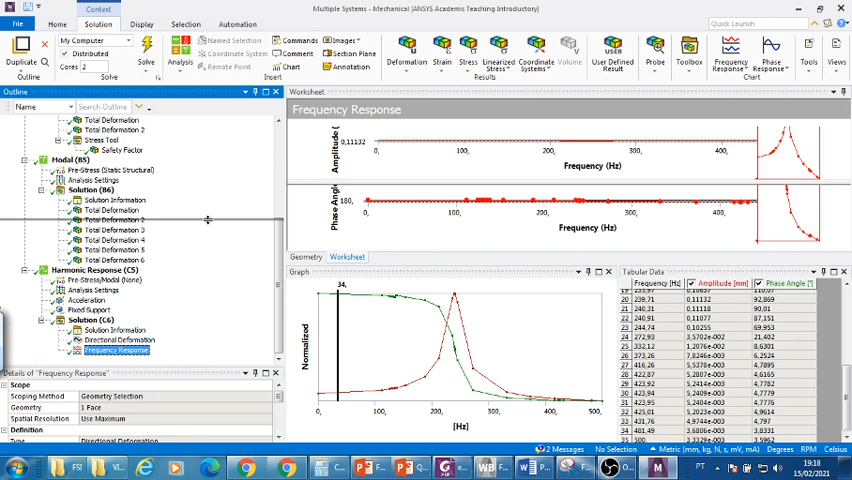 Context
Multiple Systems - Mechanical [ANSYS Academic Teaching Introductory]
File Home Solution Display Selection Automation
Quick Launch
Duplicate
Outline
My Computer
Distributed
Cores 2
Solve
Solve
Analysis
Named Selection
Coordinate System
Remote Point
Commands
Comment
Chart
Images
Section Plane
Annotation
Insert
Deformation Strain Stress Linearized Stress Coordinate Systems Volume User Defined Result Probe Toolbox
USER
Results
Frequency Response Phase Response
Chart
Tools Views
Outline
Name Search Outline
Total Deformation
Total Deformation 2
Stress Tool
Safety Factor
Modal (B5)
Pre-Stress (Static Structural)
Analysis Settings
Solution (B6)
Solution Information
Total Deformation
Total Deformation 2
Total Deformation 3
Total Deformation 4
Total Deformation 5
Total Deformation 6
Harmonic Response (C5)
Pre-Stress/Modal (None)
Analysis Settings
Acceleration
Fixed Support
Solution (C6)
Solution Information
Directional Deformation
Frequency Response
Details of "Frequency Response"
Scope
Scoping Method Geometry Selection
Geometry 1 Face
Spatial Resolution Use Maximum
Definition
Type Directional Deformation
Worksheet
Frequency Response
Amplitude (
0,11132
0, 100, 200, 300, 400,
Frequency (Hz)
Phase Angle
180,
0, 100, 200, 300, 400,
Frequency (Hz)
Geometry Worksheet
Graph
34,
Normalized
0, 100, 200, 300, 400, 500,
[Hz]
Tabular Data
Frequency [Hz] Amplitude [mm] Phase Angle [°]
20 239,71 0,11132 92,869
21 240,31 0,11118 90,01
22 240,91 0,11077 87,151
23 244,74 0,10255 69,953
24 272,93 3,5702e-002 21,402
25 332,12 1,2076e-002 8,6301
26 373,26 7,8246e-003 6,2524
27 416,26 5,5387e-003 4,8953
28 422,87 5,2819e-003 4,8165
29 423,92 5,2414e-003 4,7782
30 423,94 5,2409e-003 4,7779
31 423,95 5,2403e-003 4,7775
32 425,01 5,2023e-003 4,9614
33 431,76 4,9744e-003 4,8323
34 481,49 3,6806e-003 3,8331
35 500, 3,3329e-003 3,5962
2 Messages No Selection Metric (mm, kg, N, s, mV, mA) Degrees RPM Celsius
FSI
PT
19:18
15/02/2021